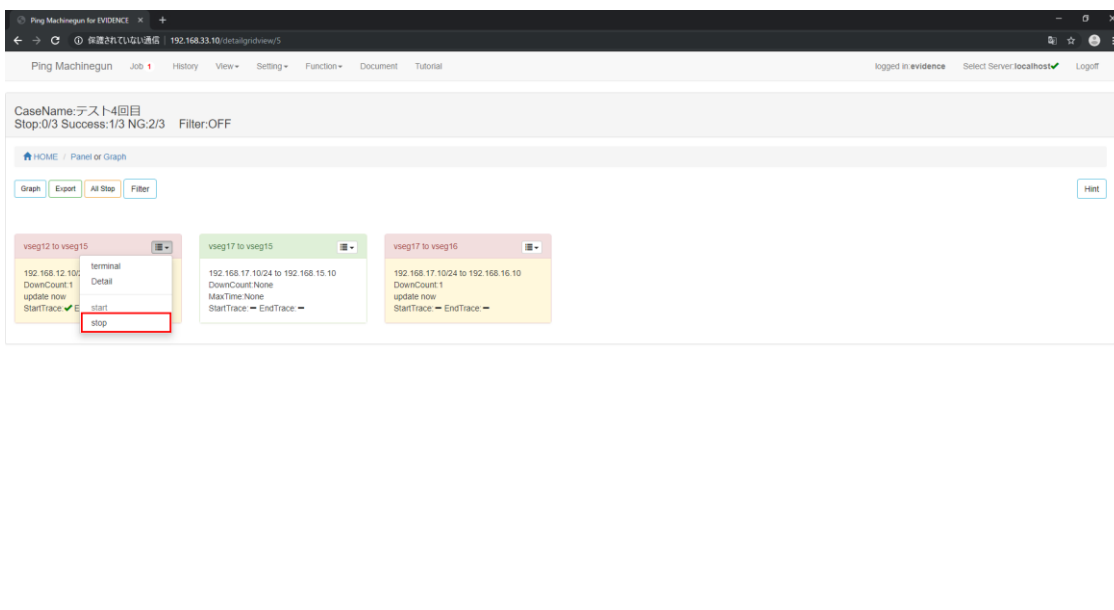 Ping Machinegun for EVIDENCE × +
保護されていない通信 | 192.168.33.10/detailgridview/5
Ping Machinegun Job 1 History View Setting Function Document Tutorial logged in:evidence Select Server:localhost Logoff
CaseName:テスト4回目
Stop:0/3 Success:1/3 NG:2/3 Filter:OFF
HOME / Panel or Graph
Graph Export All Stop Filter Hint
vseg12 to vseg15
192.168.12.10/
DownCount:1
update now
StartTrace: E
terminal
Detail
start
stop
vseg17 to vseg15
192.168.17.10/24 to 192.168.15.10
DownCount:None
MaxTime:None
StartTrace: EndTrace:
vseg17 to vseg16
192.168.17.10/24 to 192.168.16.10
DownCount:1
update now
StartTrace: EndTrace: